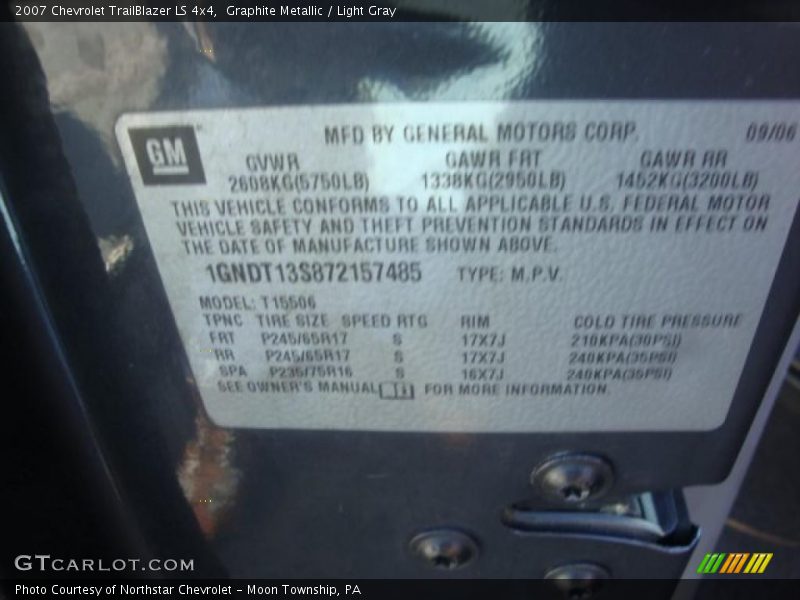 2007 Chevrolet TrailBlazer LS 4x4,  Graphite Metallic / Light Gray
GM
MFD BY GENERAL MOTORS CORP.
09/06
GVWR GAWR FRT GAWR RR
2608KG(5750LB) 1338KG(2950LB) 1452KG(3200LB)
THIS VEHICLE CONFORMS TO ALL APPLICABLE U.S. FEDERAL MOTOR
VEHICLE SAFETY AND THEFT PREVENTION STANDARDS IN EFFECT ON
THE DATE OF MANUFACTURE SHOWN ABOVE.
1GNDT13S872157485 TYPE: M.P.V.
MODEL: T15506
TPNC TIRE SIZE SPEED RTG RIM COLD TIRE PRESSURE
FRT P245/65R17 S 17X7J 210KPA(30PSI)
RR P245/65R17 S 17X7J 240KPA(35PSI)
SPA P235/75R16 S 16X7J 240KPA(35PSI)
SEE OWNER'S MANUAL FOR MORE INFORMATION.
GTCARLOT.COM
Photo Courtesy of Northstar Chevrolet - Moon Township, PA